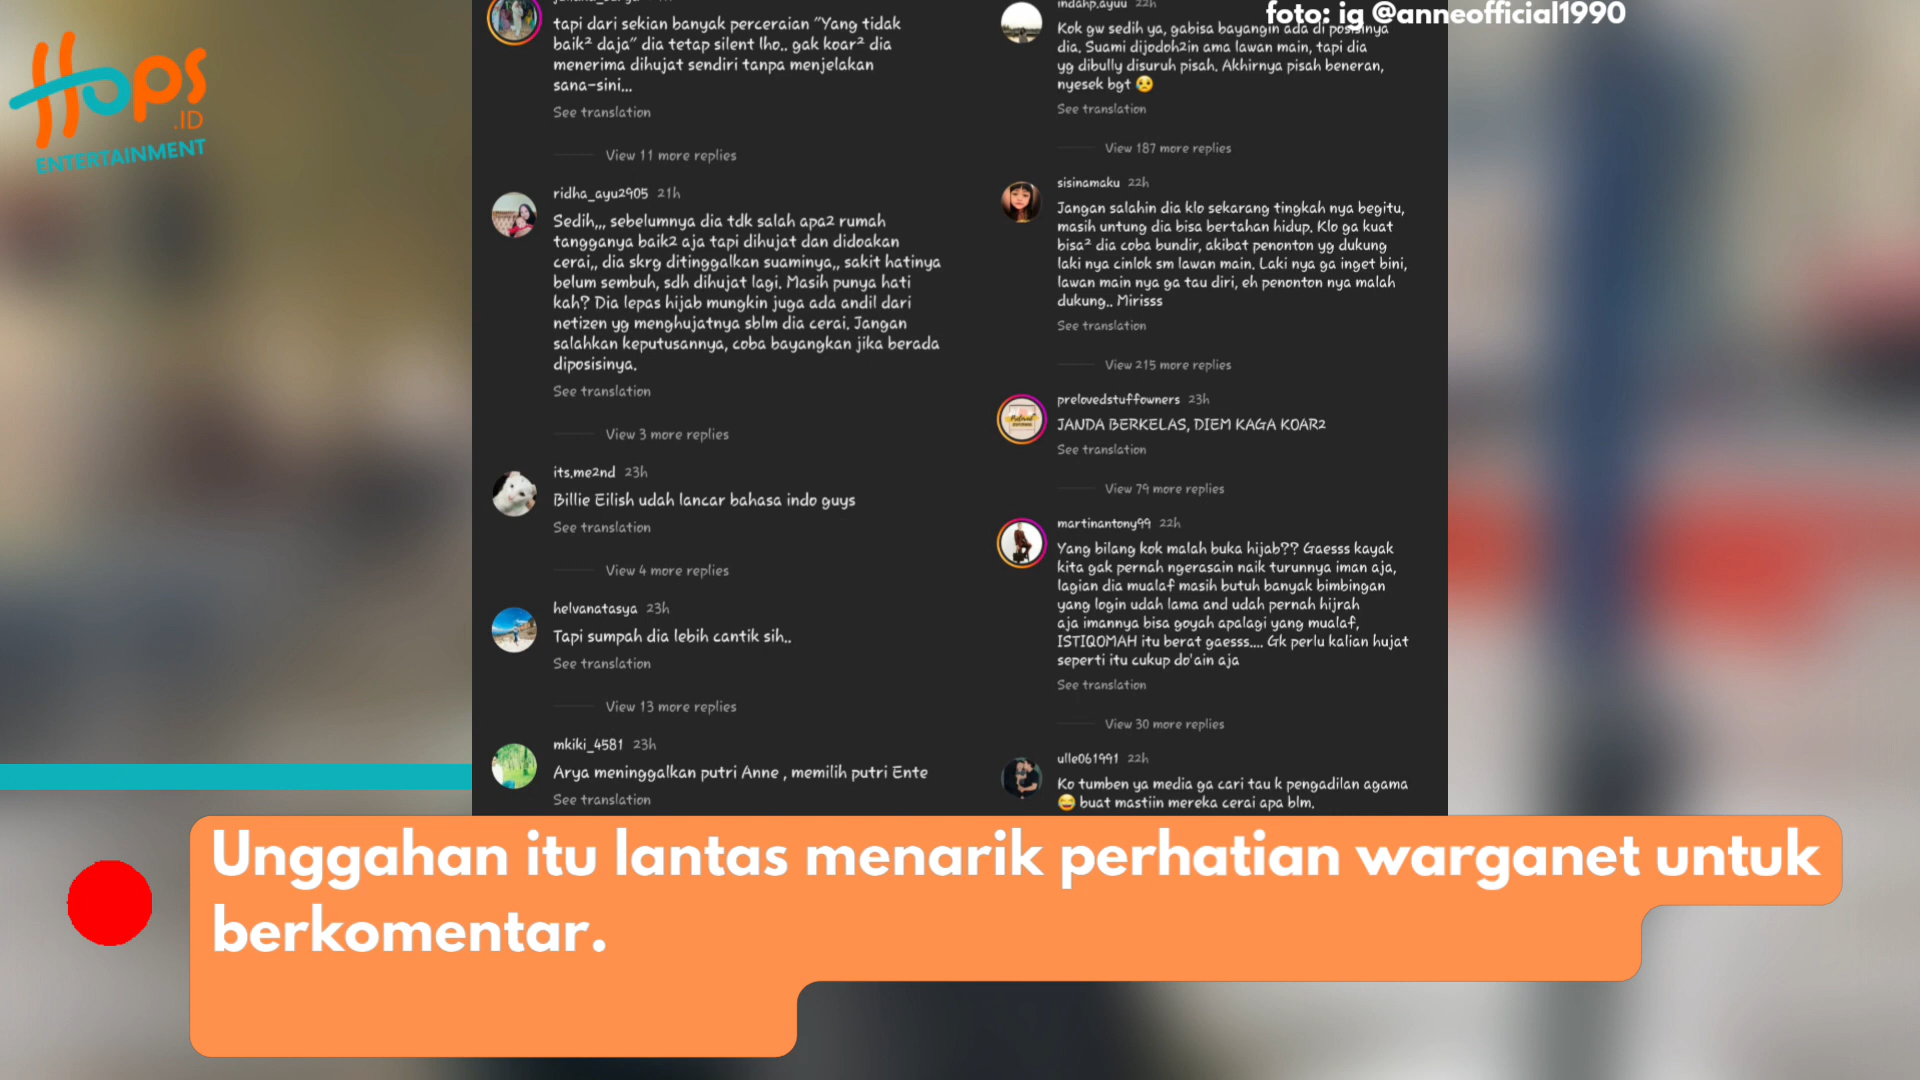 foto: ig @anneofficial1990
Hops
.ID
ENTERTAINMENT
tapi dari sekian banyak perceraian "Yang tidak
baik² daja" dia tetap silent lho.. gak koar² dia
menerima dihujat sendiri tanpa menjelakan
sana-sini...
See translation
View 11 more replies
ridha_ayu2905 21h
Sedih,,, sebelumnya dia tdk salah apa2 rumah
tangganya baik2 aja tapi dihujat dan didoakan
cerai,, dia skrg ditinggalkan suaminya,, sakit hatinya
belum sembuh, sdh dihujat lagi. Masih punya hati
kah? Dia lepas hijab mungkin juga ada andil dari
netizen yg menghujatnya sblm dia cerai. Jangan
salahkan keputusannya, coba bayangkan jika berada
diposisinya.
See translation
View 3 more replies
its.me2nd 23h
Billie Eilish udah lancar bahasa indo guys
See translation
View 4 more replies
helvanatasya 23h
Tapi sumpah dia lebih cantik sih..
See translation
View 13 more replies
mkiki_4581 23h
Arya meninggalkan putri Anne , memilih putri Ente
See translation
indahp.ayuu 22h
Kok gw sedih ya, gabisa bayangin ada di posisinya
dia. Suami dijodoh2in ama lawan main, tapi dia
yg dibully disuruh pisah. Akhirnya pisah beneran,
nyesek bgt 😥
See translation
View 187 more replies
sisinamaku 22h
Jangan salahin dia klo sekarang tingkah nya begitu,
masih untung dia bisa bertahan hidup. Klo ga kuat
bisa² dia coba bundir, akibat penonton yg dukung
laki nya cinlok sm lawan main. Laki nya ga inget bini,
lawan main nya ga tau diri, eh penonton nya malah
dukung.. Mirisss
See translation
View 215 more replies
prelovedstuffowners 23h
JANDA BERKELAS, DIEM KAGA KOAR2
See translation
View 79 more replies
martinantony99 22h
Yang bilang kok malah buka hijab?? Gaesss kayak
kita gak pernah ngerasain naik turunnya iman aja,
lagian dia mualaf masih butuh banyak bimbingan
yang login udah lama and udah pernah hijrah
aja imannya bisa goyah apalagi yang mualaf,
ISTIQOMAH itu berat gaesss.... Gk perlu kalian hujat
seperti itu cukup do'ain aja
See translation
View 30 more replies
ulle061991 22h
Ko tumben ya media ga cari tau k pengadilan agama
😂 buat mastiin mereka cerai apa blm.
Unggahan itu lantas menarik perhatian warganet untuk
berkomentar.